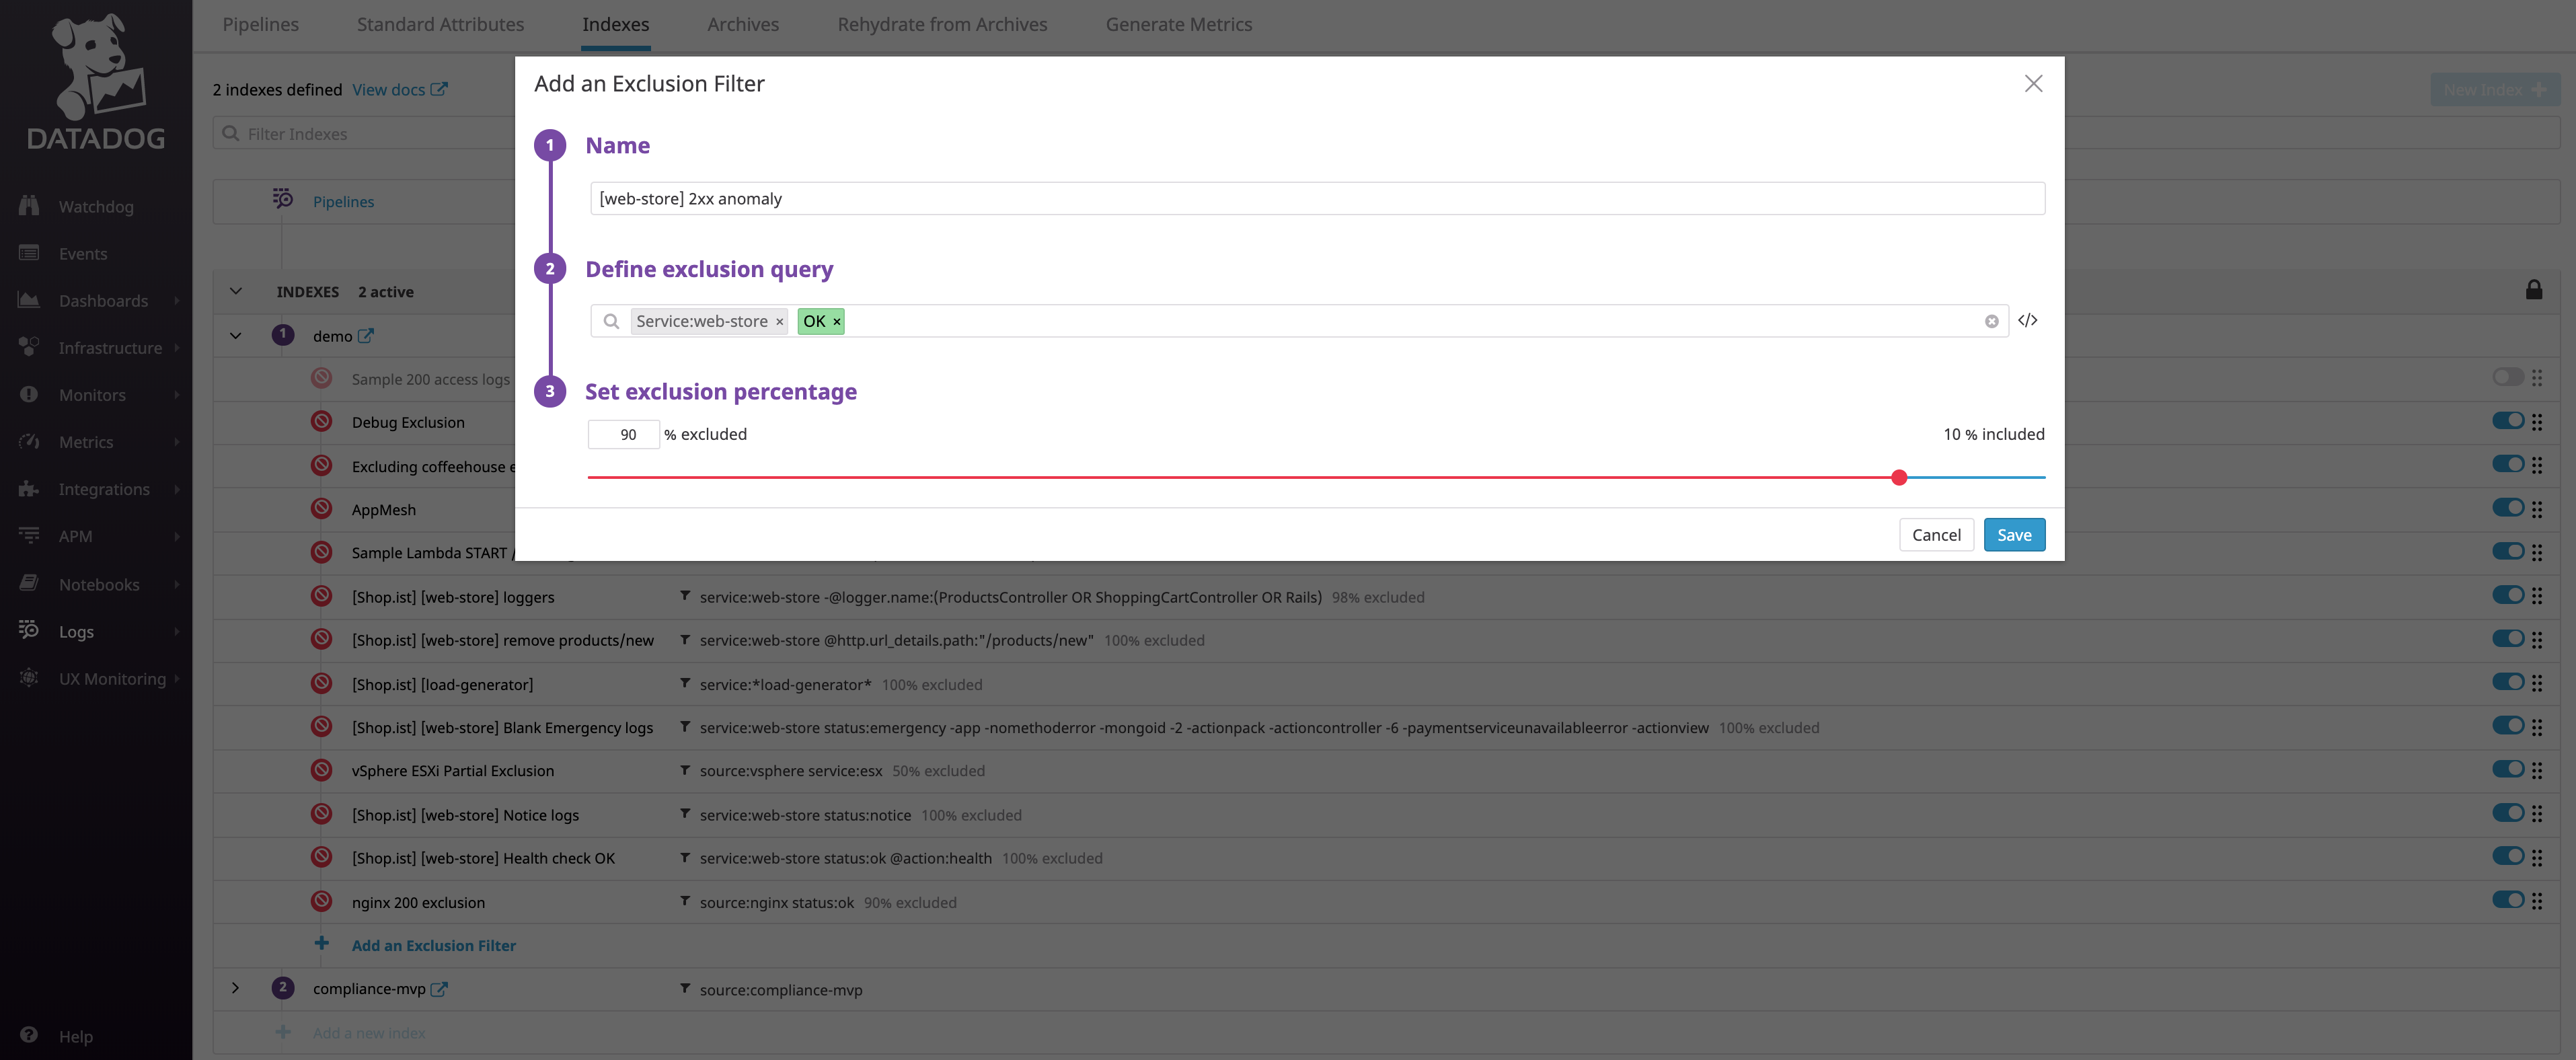 Pipelines Standard Attributes Indexes Archives Rehydrate from Archives Generate Metrics
DATADOG
Watchdog
Events
Dashboards
Infrastructure
Monitors
Metrics
Integrations
APM
Notebooks
Logs
UX Monitoring
Help
2 indexes defined View docs
New Index
Filter Indexes
Pipelines
INDEXES 2 active
1 demo
Sample 200 access logs
Debug Exclusion
Excluding coffeehouse
AppMesh
Sample Lambda START /
[Shop.ist] [web-store] loggers service:web-store -@logger.name:(ProductsController OR ShoppingCartController OR Rails) 98% excluded
[Shop.ist] [web-store] remove products/new service:web-store @http.url_details.path:"/products/new" 100% excluded
[Shop.ist] [load-generator] service:*load-generator* 100% excluded
[Shop.ist] [web-store] Blank Emergency logs service:web-store status:emergency -app -nomethoderror -mongoid -2 -actionpack -actioncontroller -6 -paymentserviceunavailableerror -actionview 100% excluded
vSphere ESXi Partial Exclusion source:vsphere service:esx 50% excluded
[Shop.ist] [web-store] Notice logs service:web-store status:notice 100% excluded
[Shop.ist] [web-store] Health check OK service:web-store status:ok @action:health 100% excluded
nginx 200 exclusion source:nginx status:ok 90% excluded
Add an Exclusion Filter
2 compliance-mvp source:compliance-mvp
Add a new index
Add an Exclusion Filter
1 Name
[web-store] 2xx anomaly
2 Define exclusion query
Service:web-store × OK × </>
3 Set exclusion percentage
90 % excluded 10 % included
Cancel Save